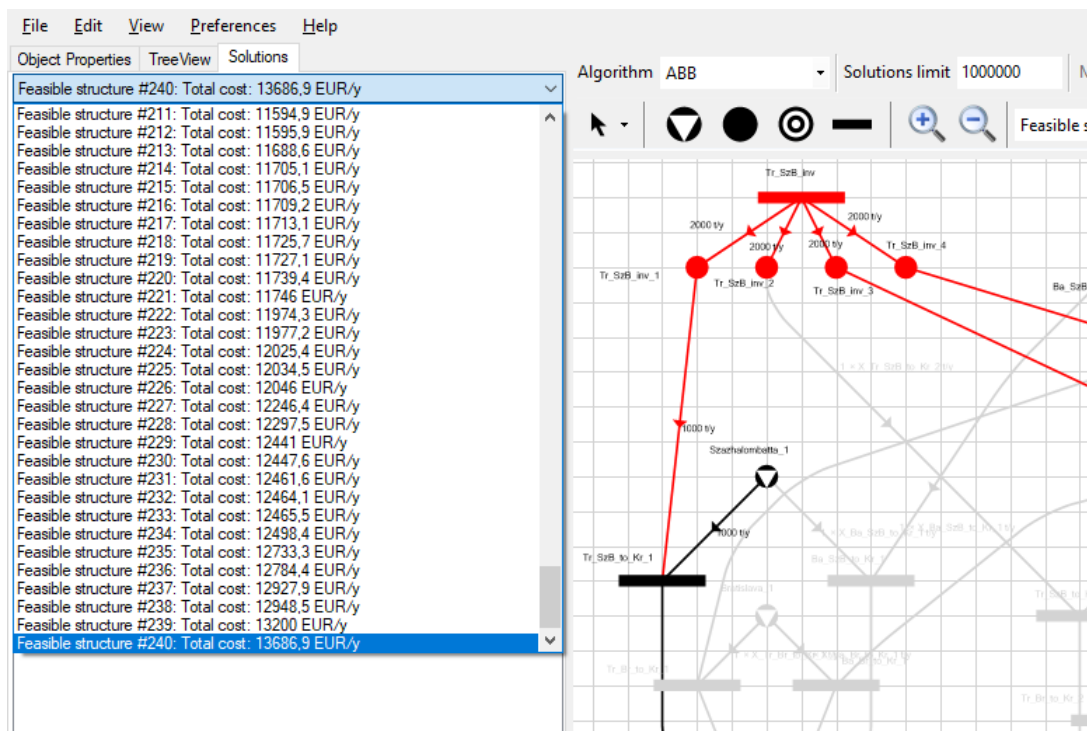 File Edit View Preferences Help
Object Properties TreeView Solutions
Feasible structure #240: Total cost: 13686,9 EUR/y
Feasible structure #211: Total cost: 11594,9 EUR/y
Feasible structure #212: Total cost: 11595,9 EUR/y
Feasible structure #213: Total cost: 11688,6 EUR/y
Feasible structure #214: Total cost: 11705,1 EUR/y
Feasible structure #215: Total cost: 11706,5 EUR/y
Feasible structure #216: Total cost: 11709,2 EUR/y
Feasible structure #217: Total cost: 11713,1 EUR/y
Feasible structure #218: Total cost: 11725,7 EUR/y
Feasible structure #219: Total cost: 11727,1 EUR/y
Feasible structure #220: Total cost: 11739,4 EUR/y
Feasible structure #221: Total cost: 11746 EUR/y
Feasible structure #222: Total cost: 11974,3 EUR/y
Feasible structure #223: Total cost: 11977,2 EUR/y
Feasible structure #224: Total cost: 12025,4 EUR/y
Feasible structure #225: Total cost: 12034,5 EUR/y
Feasible structure #226: Total cost: 12046 EUR/y
Feasible structure #227: Total cost: 12246,4 EUR/y
Feasible structure #228: Total cost: 12297,5 EUR/y
Feasible structure #229: Total cost: 12441 EUR/y
Feasible structure #230: Total cost: 12447,6 EUR/y
Feasible structure #231: Total cost: 12461,6 EUR/y
Feasible structure #232: Total cost: 12464,1 EUR/y
Feasible structure #233: Total cost: 12465,5 EUR/y
Feasible structure #234: Total cost: 12498,4 EUR/y
Feasible structure #235: Total cost: 12733,3 EUR/y
Feasible structure #236: Total cost: 12784,4 EUR/y
Feasible structure #237: Total cost: 12927,9 EUR/y
Feasible structure #238: Total cost: 12948,5 EUR/y
Feasible structure #239: Total cost: 13200 EUR/y
Feasible structure #240: Total cost: 13686,9 EUR/y
Algorithm ABB Solutions limit 1000000
Feasible s
Tr_SzB_inv
2000 t/y
2000 t/y
2000 t/y
2000 t/y
Tr_SzB_inv_1
Tr_SzB_inv_2
Tr_SzB_inv_3
Tr_SzB_inv_4
Ba_SzB
1 = X_Tr_SzB_to_Kr_2 t/y
1000 t/y
Szazhalombatta_1
1000 t/y
Tr_SzB_to_Kr_1
Bratislava_1
Tr_Br_to_Kr_1
Tr_Br_to_Kr_2